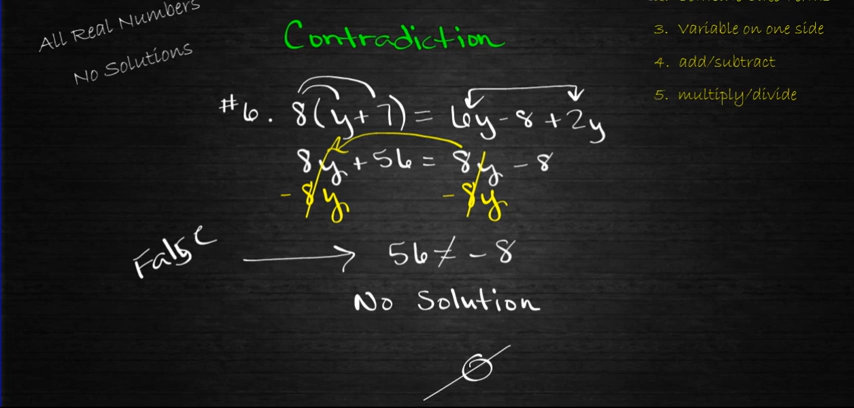 All Real Numbers
No Solutions
Contradiction
3. Variable on one side
4. add/subtract
5. multiply/divide
#6. 8(y+7)=6y-8+2y
8y+56=8y-8
-8y -8y
False → 56≠-8
No Solution
∅